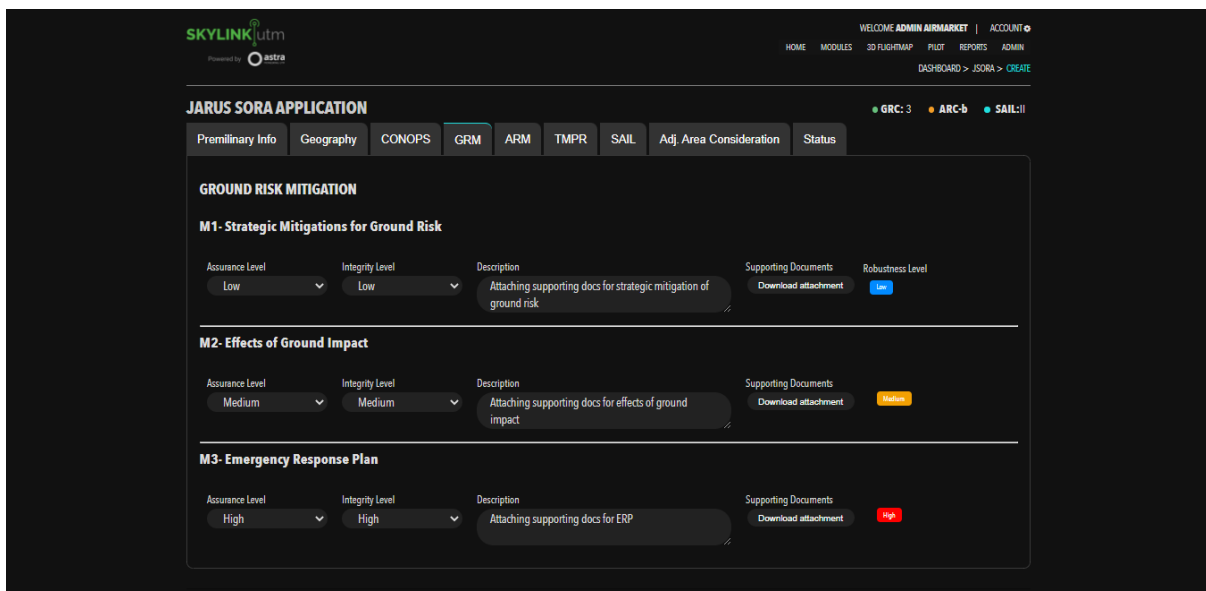 SKYLINK utm
Powered by astra
WELCOME ADMIN AIRMARKET | ACCOUNT
HOME MODULES 3D FLIGHTMAP PILOT REPORTS ADMIN
DASHBOARD > JSORA > CREATE
JARUS SORA APPLICATION
GRC: 3 ARC-b SAIL:II
Premilinary Info Geography CONOPS GRM ARM TMPR SAIL Adj. Area Consideration Status
GROUND RISK MITIGATION
M1- Strategic Mitigations for Ground Risk
Assurance Level Integrity Level Description Supporting Documents Robustness Level
Low Low Attaching supporting docs for strategic mitigation of Download attachment Low
ground risk
M2- Effects of Ground Impact
Assurance Level Integrity Level Description Supporting Documents
Medium Medium Attaching supporting docs for effects of ground Download attachment Medium
impact
M3- Emergency Response Plan
Assurance Level Integrity Level Description Supporting Documents
High High Attaching supporting docs for ERP Download attachment High